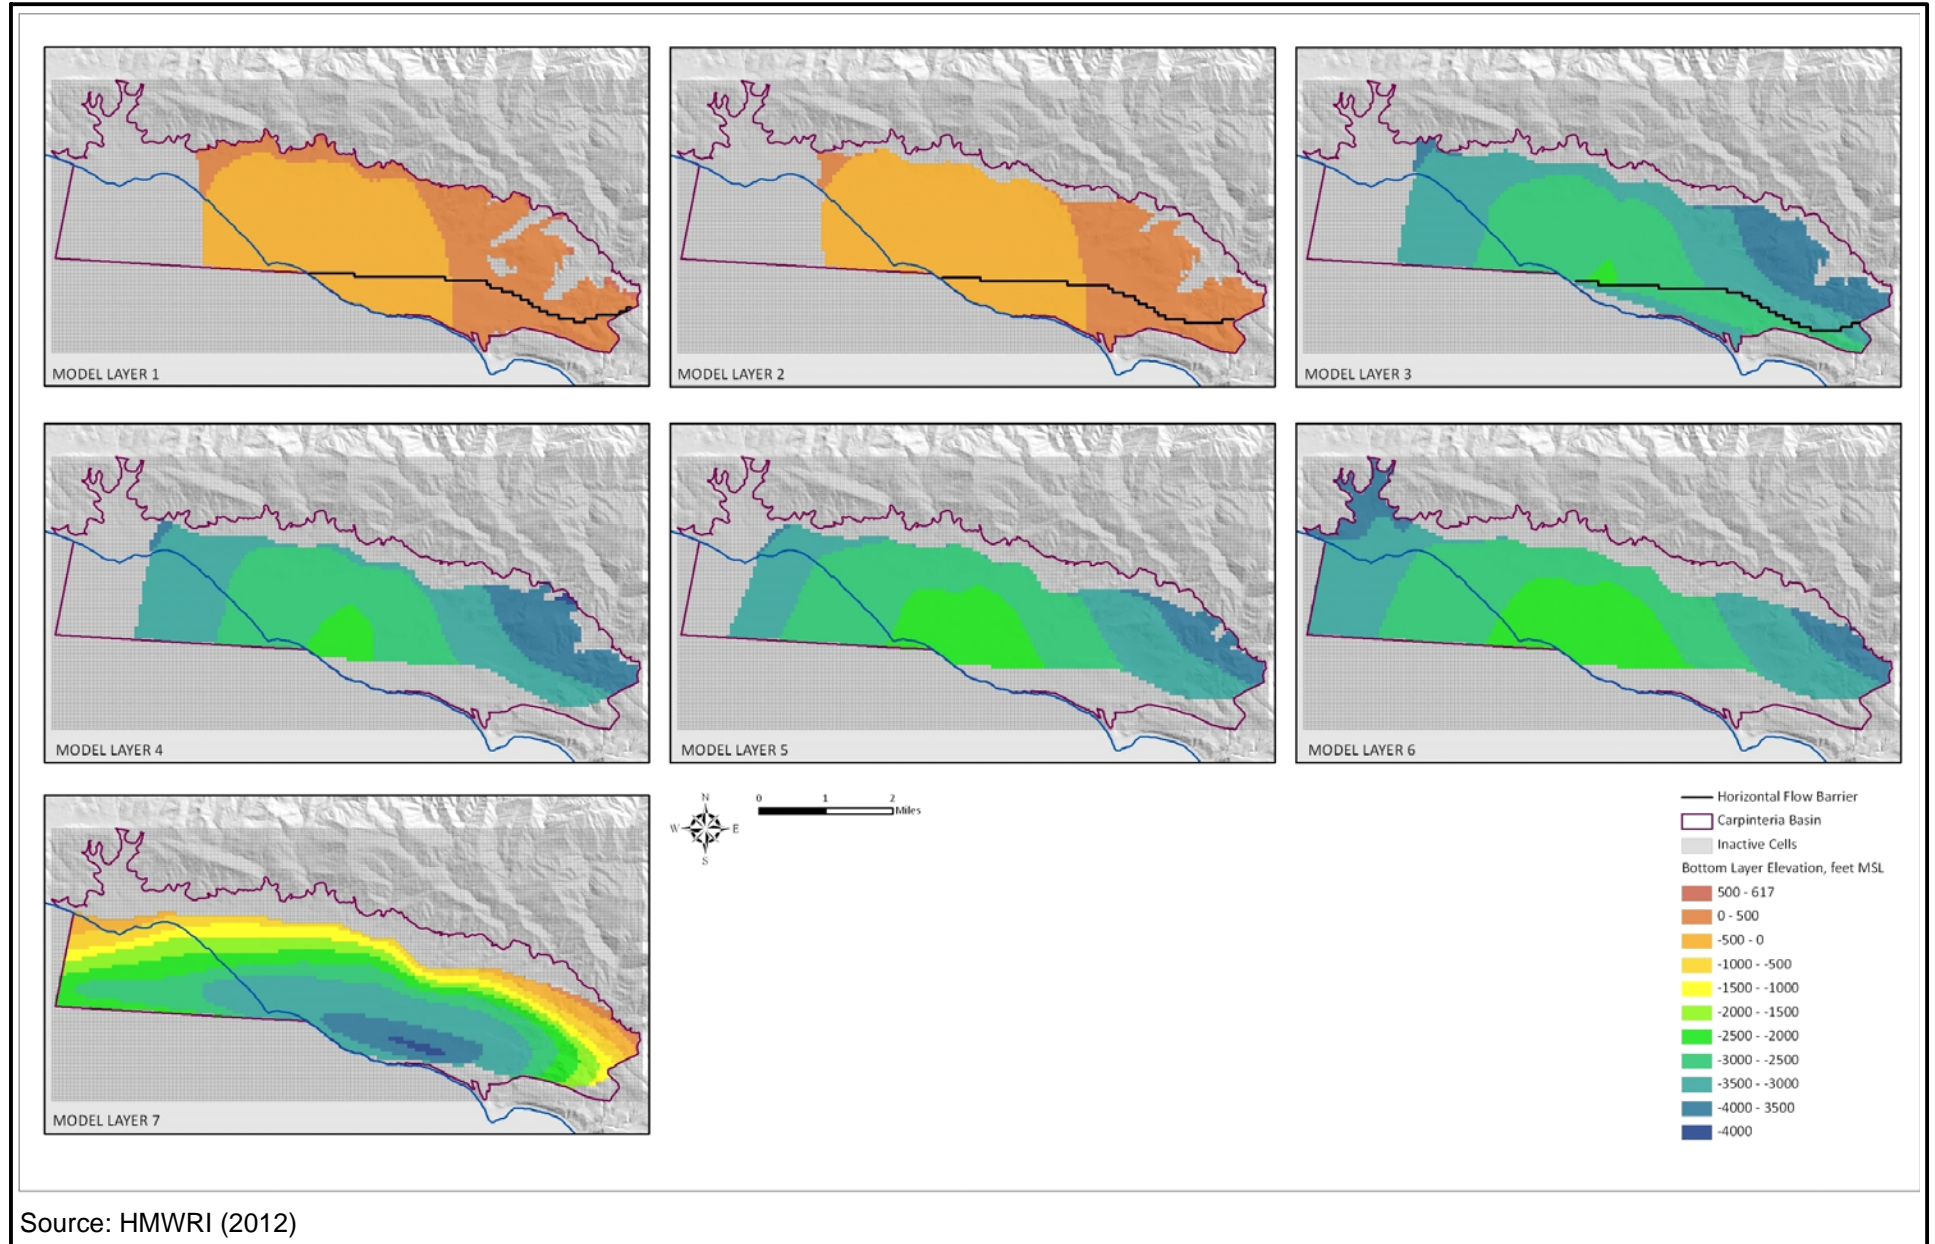 MODEL LAYER 1
MODEL LAYER 2
MODEL LAYER 3
MODEL LAYER 4
MODEL LAYER 5
MODEL LAYER 6
MODEL LAYER 7
N
W
E
S
0 1 2
Miles
Horizontal Flow Barrier
Carpinteria Basin
Inactive Cells
Bottom Layer Elevation, feet MSL
500 - 617
0 - 500
-500 - 0
-1000 - -500
-1500 - -1000
-2000 - -1500
-2500 - -2000
-3000 - -2500
-3500 - -3000
-4000 - 3500
-4000
Source: HMWRI (2012)